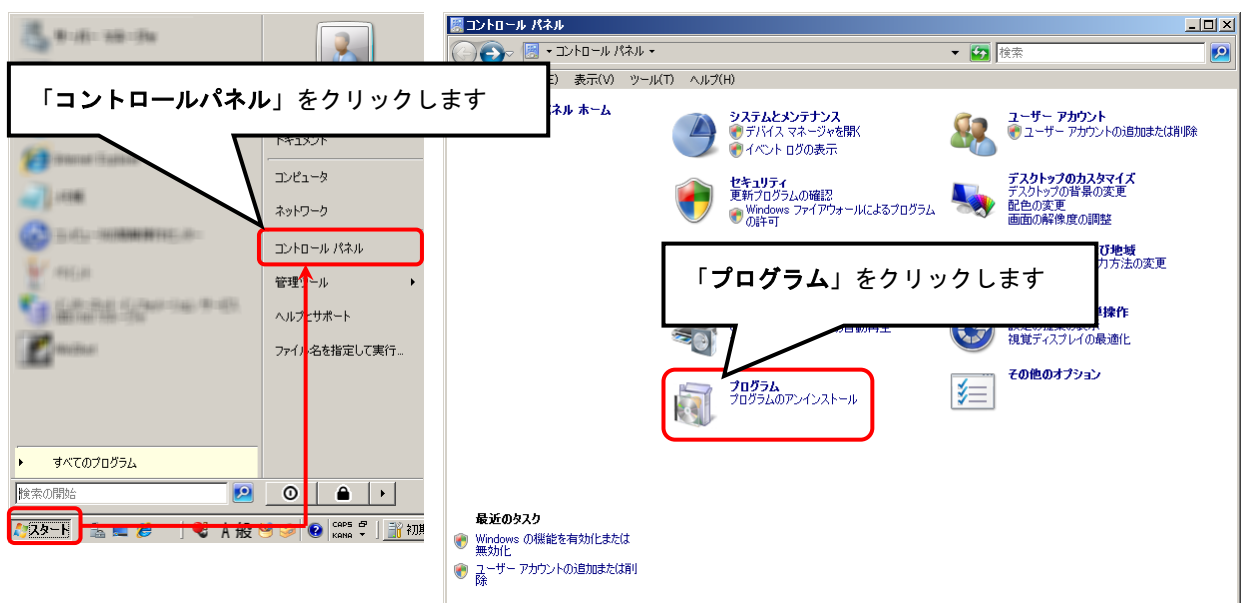 「コントロールパネル」をクリックします
ドキュメント
コンピュータ
ネットワーク
コントロール パネル
管理ツール
ヘルプとサポート
ファイル名を指定して実行...
すべてのプログラム
検索の開始
スタート
A 般
CAPS
KANA
初期
コントロール パネル
コントロール パネル
検索
表示(V) ツール(T) ヘルプ(H)
ネル ホーム
システムとメンテナンス
デバイス マネージャを開く
イベント ログの表示
セキュリティ
更新プログラムの確認
Windows ファイアウォールによるプログラム
の許可
「プログラム」をクリックします
プログラム
プログラムのアンインストール
ユーザー アカウント
ユーザー アカウントの追加または削除
デスクトップのカスタマイズ
デスクトップの背景の変更
配色の変更
画面の解像度の調整
び地域
力方法の変更
操作
視覚ディスプレイの最適化
その他のオプション
最近のタスク
Windows の機能を有効化または
無効化
ユーザー アカウントの追加または削
除